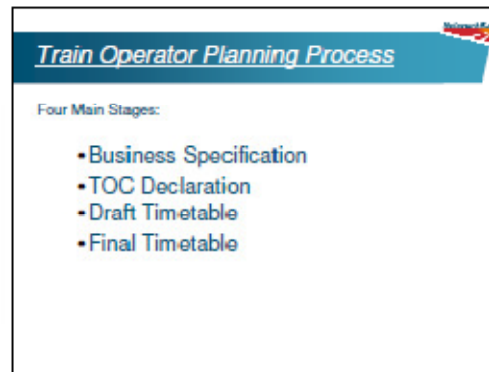 Train Operator Planning Process
Four Main Stages:
•Business Specification
•TOC Declaration
•Draft Timetable
•Final Timetable